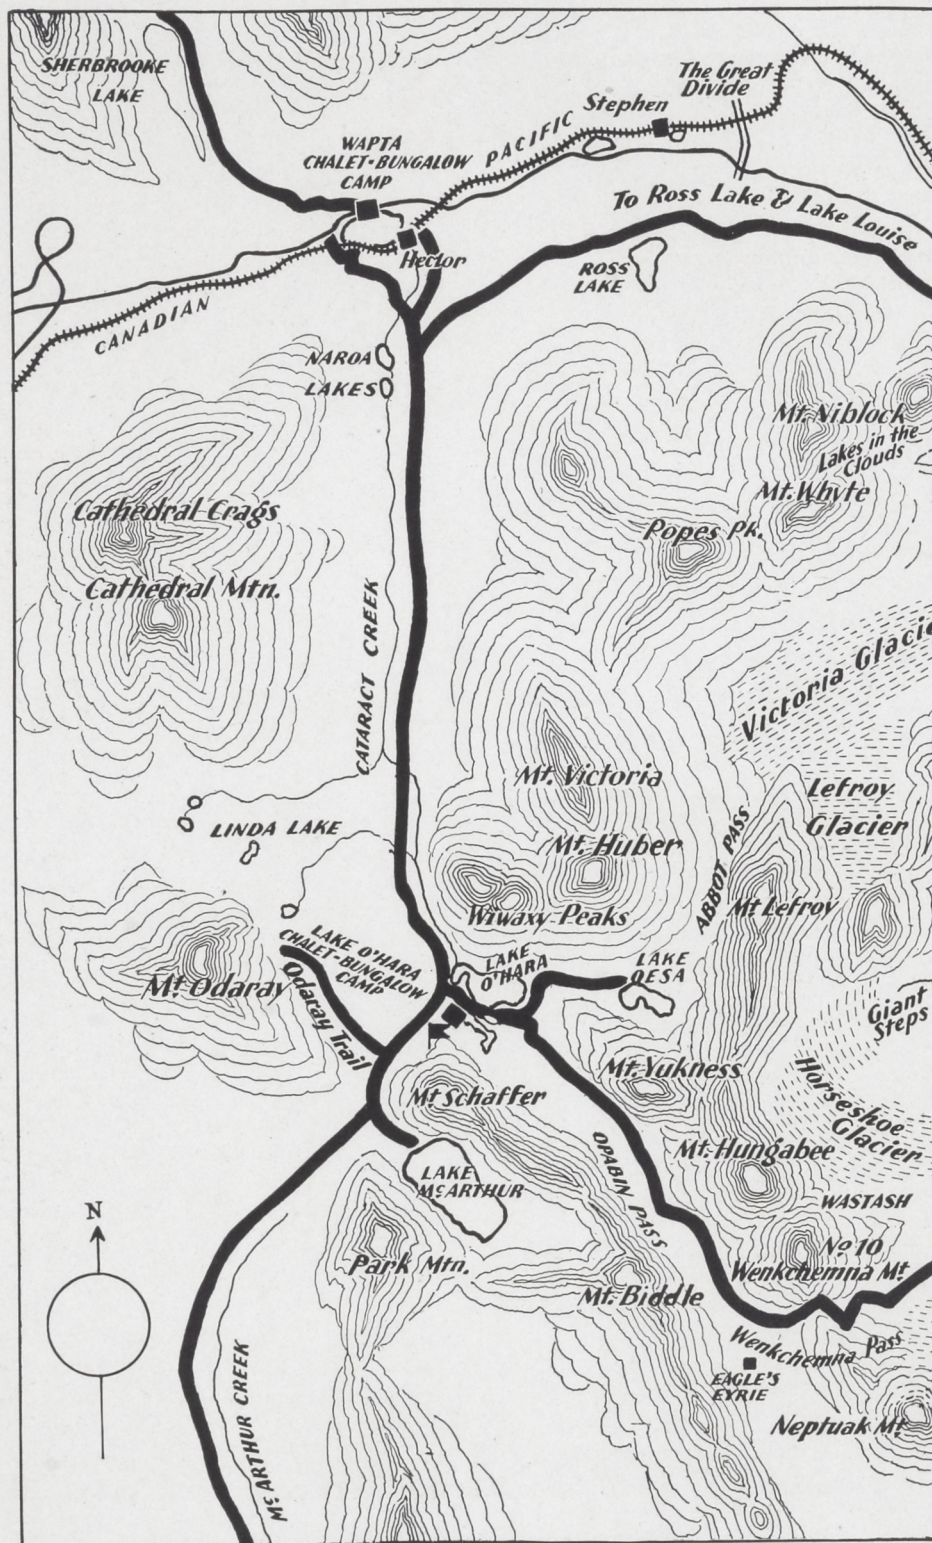 SHERBROOKE
LAKE
The Great
Divide
Stephen
PACIFIC
WAPTA
CHALET-BUNGALOW
CAMP
To Ross Lake & Lake Louise
Hector
ROSS
LAKE
CANADIAN
NAROA
LAKES
Mt. Niblock
Lakes in the
Clouds
Mt. Whyte
Cathedral Crags
Popes Pk.
Cathedral Mtn.
CATARACT CREEK
Victoria Glacie
Mt. Victoria
Lefroy
Glacier
LINDA LAKE
Mt. Huber
ABBOT PASS
Mt Lefroy
Wiwaxy Peaks
LAKE O'HARA
CHALET-BUNGALOW
CAMP
LAKE
O'HARA
LAKE
OESA
Mt. Odaray
Odaray Trail
Giant
Steps
Mt. Yukness
Mt Schaffer
Horseshoe
Glacier
Mt. Hungabee
OPABIN PASS
LAKE
McARTHUR
WASTASH
N
No 10
Wenkchemna Mt
Park Mtn.
Mt. Biddle
Wenkchemna Pass
EAGLE'S
EYRIE
McARTHUR CREEK
Neptuak Mt.